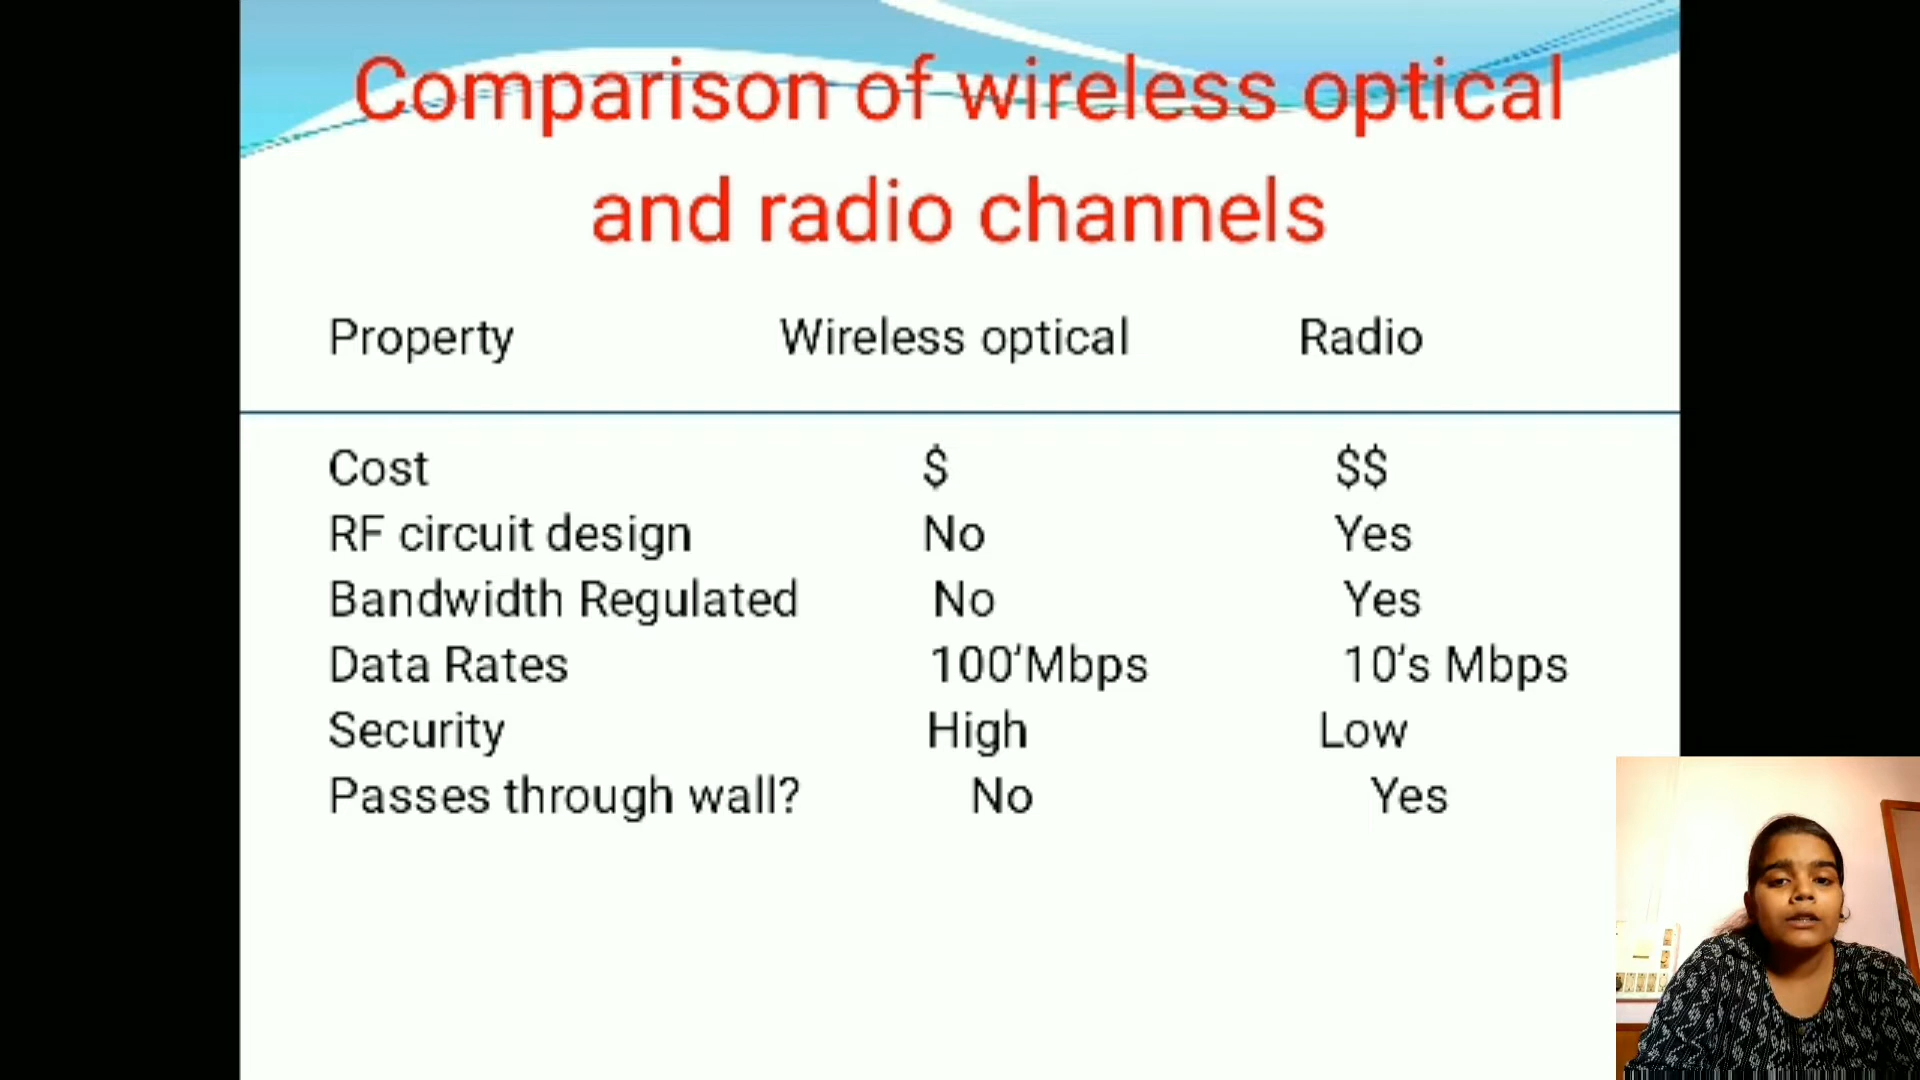 Comparison of wireless optical
and radio channels
Property Wireless optical Radio
Cost $ $$
RF circuit design No Yes
Bandwidth Regulated No Yes
Data Rates 100’Mbps 10’s Mbps
Security High Low
Passes through wall? No Yes